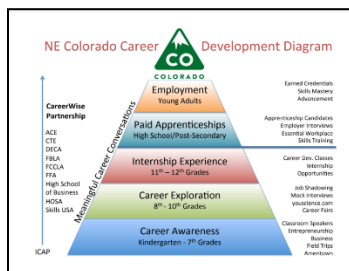 NE Colorado Career Development Diagram
CO
COLORADO
Employment
Young Adults
Paid Apprenticeships
High School/Post-Secondary
Internship Experience
11th – 12th Grades
Career Exploration
8th - 10th Grades
Career Awareness
Kindergarten - 7th Grades
Meaningful Career Conversations
CareerWise
Partnership
ACE
CTE
DECA
FBLA
FCCLA
FFA
High School
of Business
HOSA
Skills USA
ICAP
Earned Credentials
Skills Mastery
Advancement
Apprenticeship Candidates
Employer Interviews
Essential Workplace
Skills Training
Career Dev. Classes
Internship
Opportunities
Job Shadowing
Mock Interviews
youscience.com
Career Fairs
Classroom Speakers
Entrepreneurship
Business
Field Trips
Ameritown